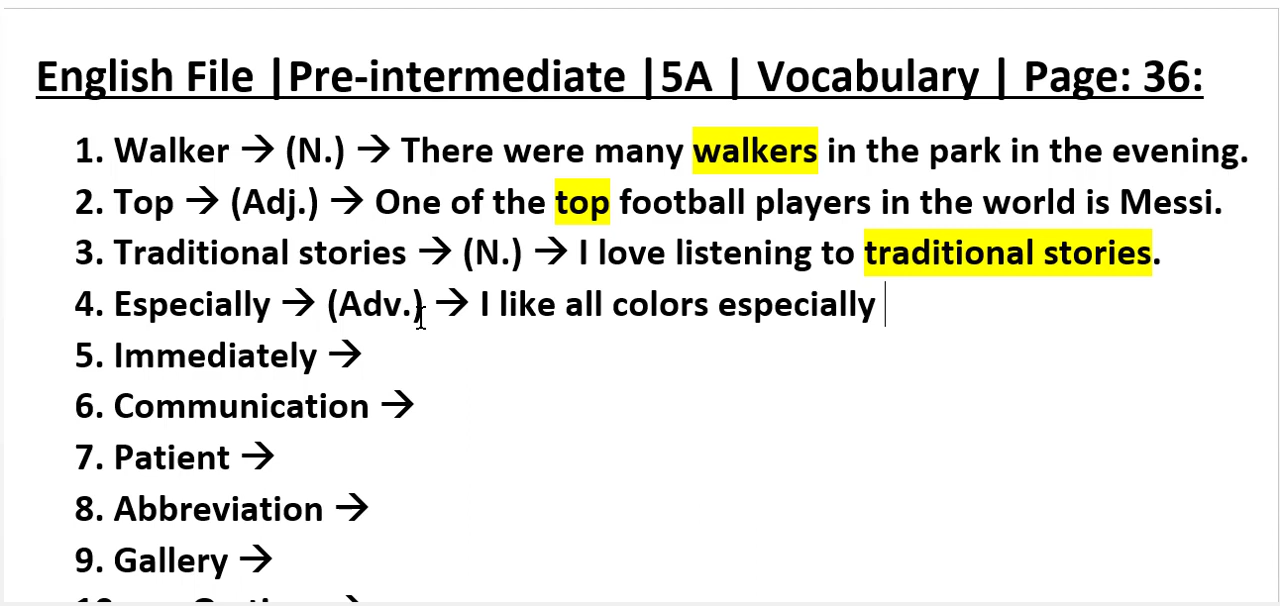 English File |Pre-intermediate |5A | Vocabulary | Page: 36:
1. Walker → (N.) → There were many walkers in the park in the evening.
2. Top → (Adj.) → One of the top football players in the world is Messi.
3. Traditional stories → (N.) → I love listening to traditional stories.
4. Especially → (Adv.) → I like all colors especially
5. Immediately →
6. Communication →
7. Patient →
8. Abbreviation →
9. Gallery →